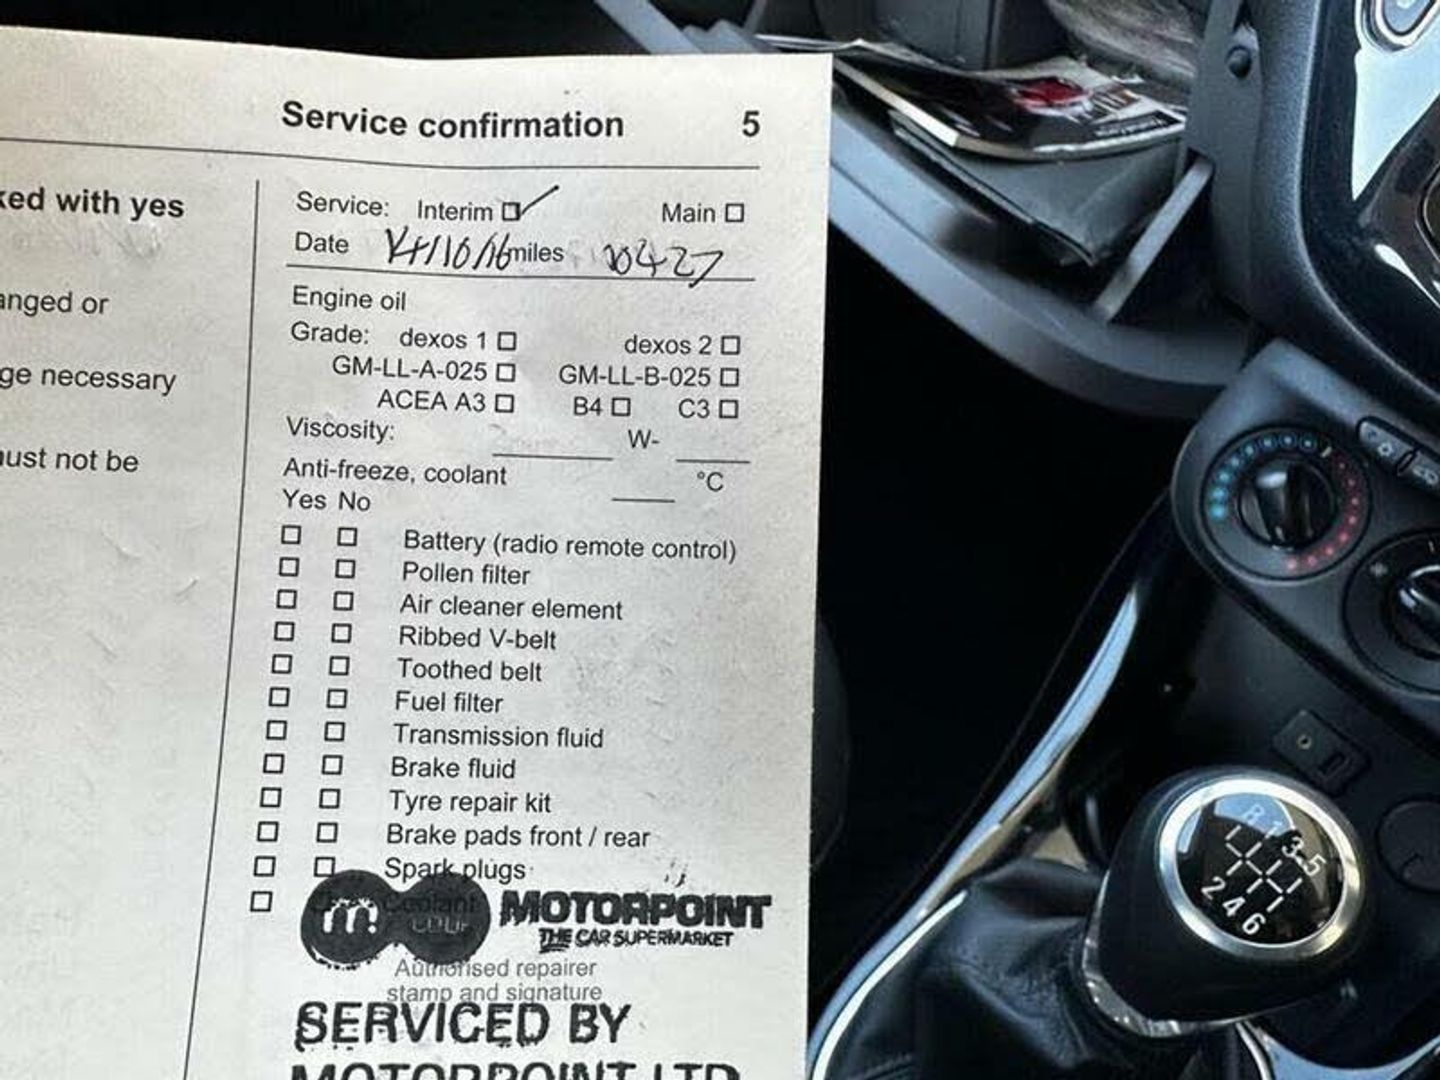 Service confirmation 5
ked with yes
anged or
ge necessary
ust not be
Service: Interim Main
Date miles
Engine oil
Grade: dexos 1 dexos 2
GM-LL-A-025 GM-LL-B-025
ACEA A3 B4 C3
Viscosity: W-
Anti-freeze, coolant °C
Yes No
Battery (radio remote control)
Pollen filter
Air cleaner element
Ribbed V-belt
Toothed belt
Fuel filter
Transmission fluid
Brake fluid
Tyre repair kit
Brake pads front / rear
Spark plugs
Coolant
m. MOTORPOINT
THE CAR SUPERMARKET
Authorised repairer
stamp and signature
SERVICED BY
MOTORPOINT LTD
R 1 3-5
2 4 6